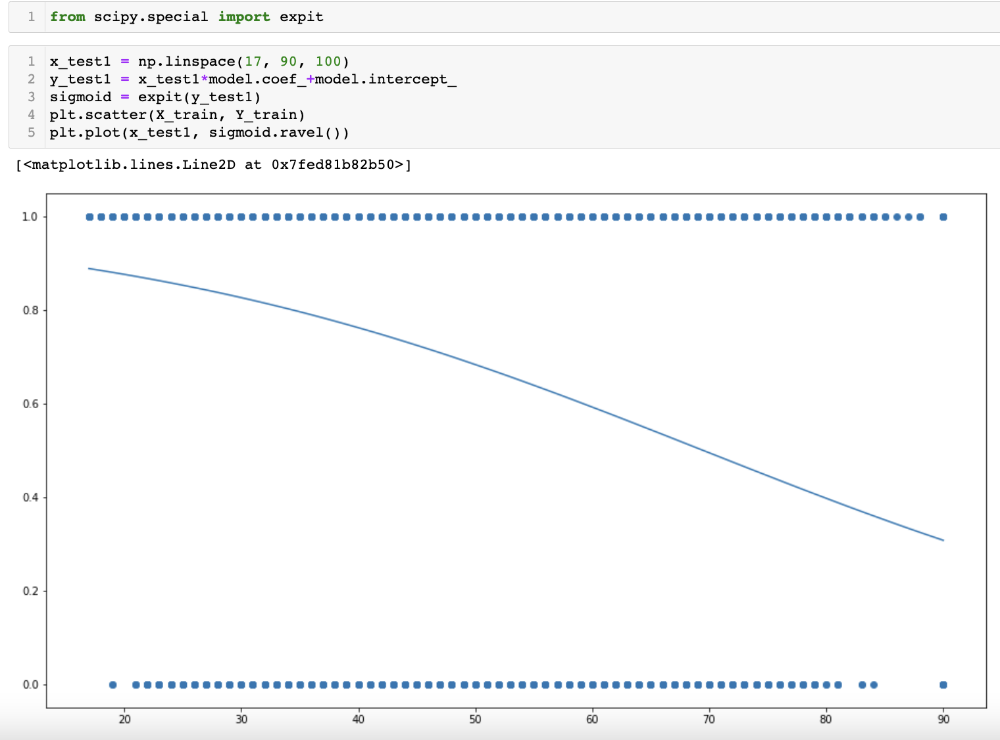 1 from scipy.special import expit
1 x_test1 = np.linspace(17, 90, 100)
2 y_test1 = x_test1*model.coef_+model.intercept_
3 sigmoid = expit(y_test1)
4 plt.scatter(X_train, Y_train)
5 plt.plot(x_test1, sigmoid.ravel())
[<matplotlib.lines.Line2D at 0x7fed81b82b50>]
1.0
0.8
0.6
0.4
0.2
0.0
20 30 40 50 60 70 80 90